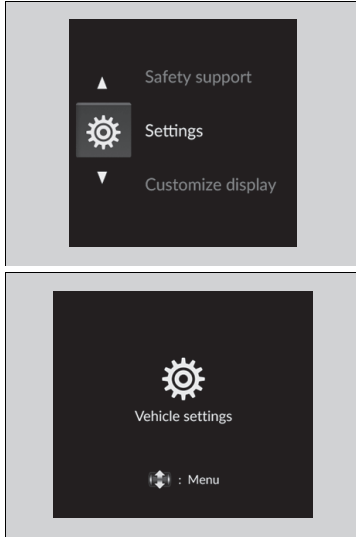 Safety support
Settings
Customize display
Vehicle settings
: Menu